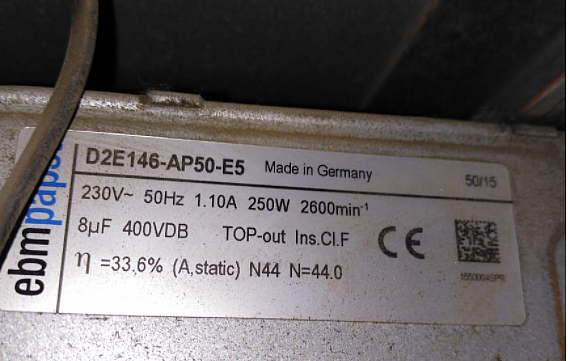 ebmpapst
D2E146-AP50-E5 Made in Germany 50/15
230V~ 50Hz 1.10A 250W 2600min⁻¹
8µF 400VDB TOP-out Ins.Cl.F CE
η =33,6% (A,static) N44 N=44.0